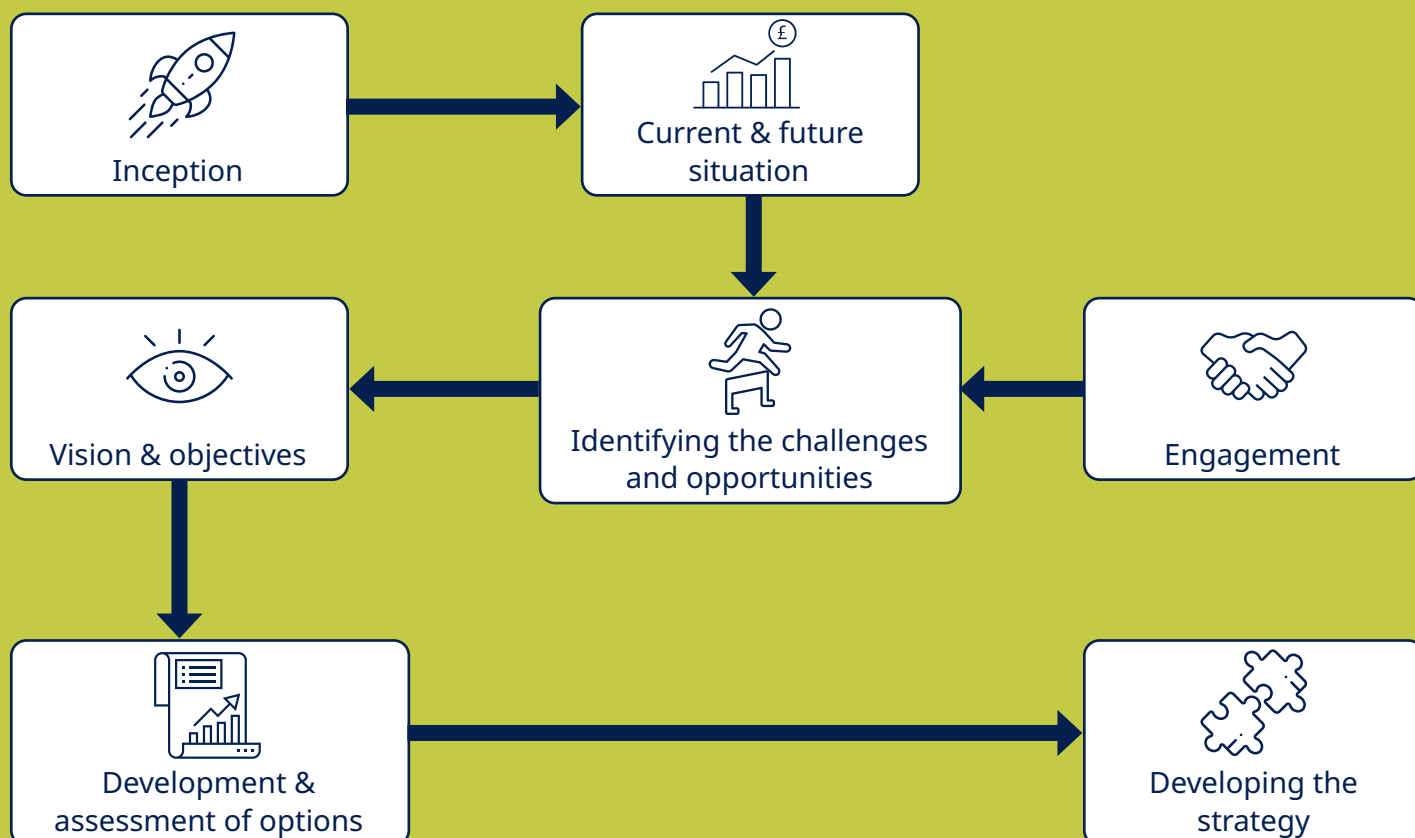 £
Inception
Current & future
situation
Vision & objectives
Identifying the challenges
and opportunities
Engagement
Development &
assessment of options
Developing the
strategy